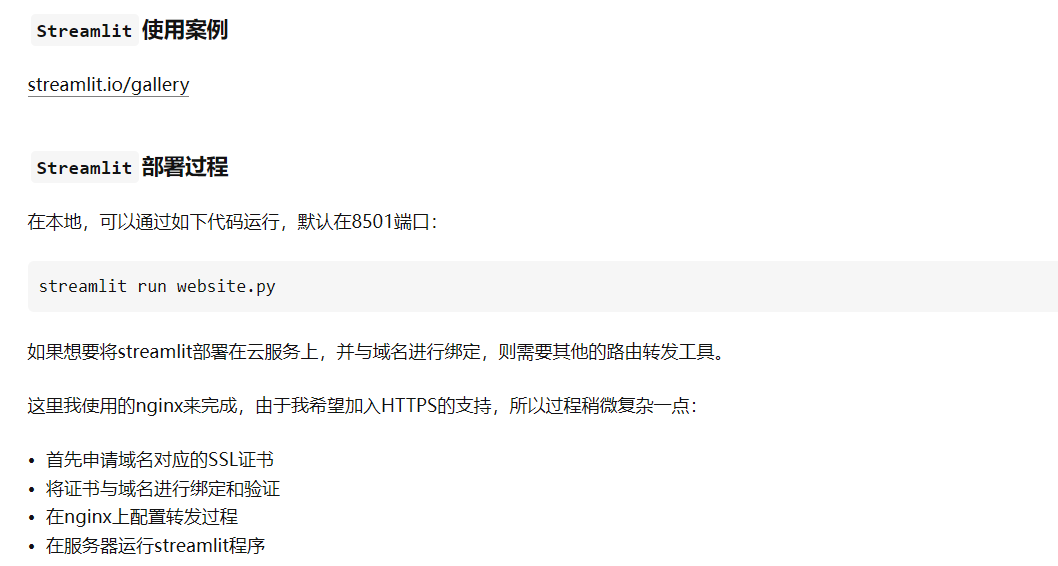 Streamlit 使用案例
streamlit.io/gallery
Streamlit 部署过程
在本地，可以通过如下代码运行，默认在8501端口：
streamlit run website.py
如果想要将streamlit部署在云服务上，并与域名进行绑定，则需要其他的路由转发工具。
这里我使用的nginx来完成，由于我希望加入HTTPS的支持，所以过程稍微复杂一点：
• 首先申请域名对应的SSL证书
• 将证书与域名进行绑定和验证
• 在nginx上配置转发过程
• 在服务器运行streamlit程序